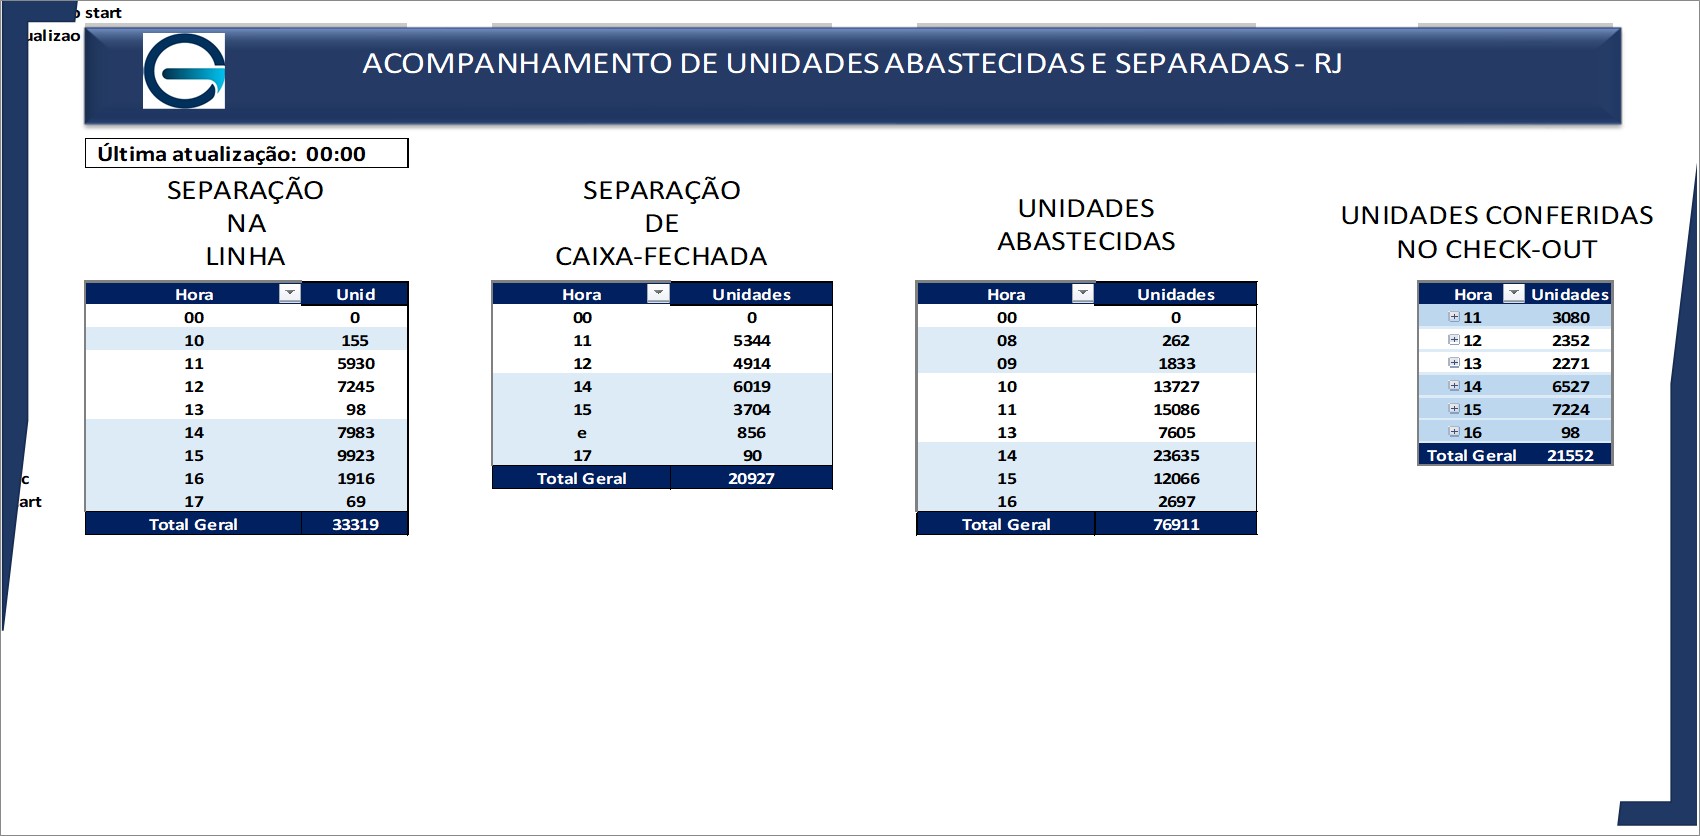 start
ualizao
ACOMPANHAMENTO DE UNIDADES ABASTECIDAS E SEPARADAS - RJ
Última atualização: 00:00
SEPARAÇÃO
NA
LINHA
Hora Unid
00 0
10 155
11 5930
12 7245
13 98
14 7983
15 9923
16 1916
17 69
Total Geral 33319
SEPARAÇÃO
DE
CAIXA-FECHADA
Hora Unidades
00 0
11 5344
12 4914
14 6019
15 3704
e 856
17 90
Total Geral 20927
UNIDADES
ABASTECIDAS
Hora Unidades
00 0
08 262
09 1833
10 13727
11 15086
13 7605
14 23635
15 12066
16 2697
Total Geral 76911
UNIDADES CONFERIDAS
NO CHECK-OUT
Hora Unidades
11 3080
12 2352
13 2271
14 6527
15 7224
16 98
Total Geral 21552
c
art